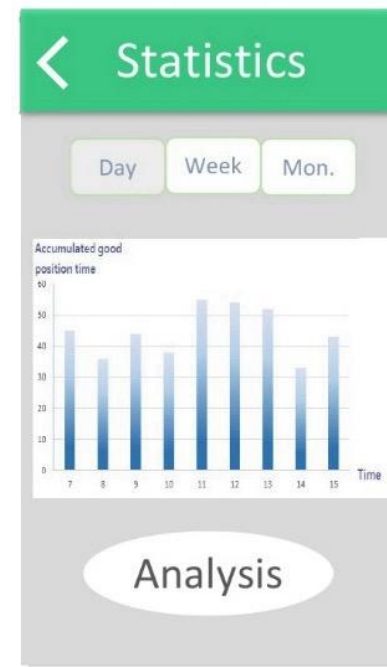 Statistics
Day Week Mon.
Accumulated good
position time
60
50
40
30
20
10
0
7 8 9 10 11 12 13 14 15 Time
Analysis